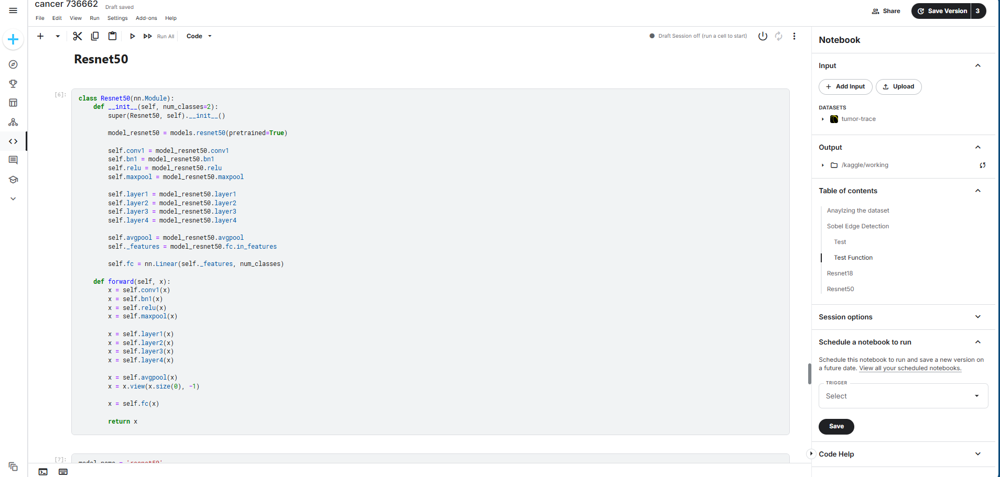 cancer 736662
Draft saved
File Edit View Run Settings Add-ons Help
Share
Save Version 3
Run All
Code
Draft Session off (run a cell to start)
Resnet50
[6]:
class Resnet50(nn.Module):
    def __init__(self, num_classes=2):
        super(Resnet50, self).__init__()

        model_resnet50 = models.resnet50(pretrained=True)

        self.conv1 = model_resnet50.conv1
        self.bn1 = model_resnet50.bn1
        self.relu = model_resnet50.relu
        self.maxpool = model_resnet50.maxpool

        self.layer1 = model_resnet50.layer1
        self.layer2 = model_resnet50.layer2
        self.layer3 = model_resnet50.layer3
        self.layer4 = model_resnet50.layer4

        self.avgpool = model_resnet50.avgpool
        self._features = model_resnet50.fc.in_features

        self.fc = nn.Linear(self._features, num_classes)

    def forward(self, x):
        x = self.conv1(x)
        x = self.bn1(x)
        x = self.relu(x)
        x = self.maxpool(x)

        x = self.layer1(x)
        x = self.layer2(x)
        x = self.layer3(x)
        x = self.layer4(x)

        x = self.avgpool(x)
        x = x.view(x.size(0), -1)

        x = self.fc(x)

        return x
[7]:
model_name = 'resnet50'
Notebook
Input
Add Input
Upload
DATASETS
tumor-trace
Output
/kaggle/working
Table of contents
Anaylzing the dataset
Sobel Edge Detection
Test
Test Function
Resnet18
Resnet50
Session options
Schedule a notebook to run
Schedule this notebook to run and save a new version on
a future date. View all your scheduled notebooks.
TRIGGER
Select
Save
Code Help